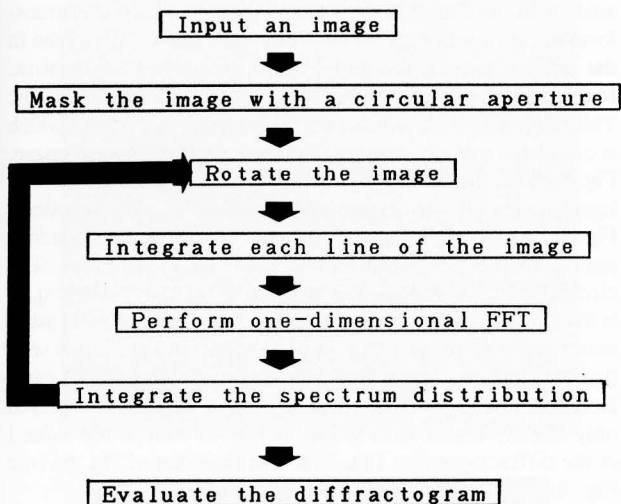 Input an image
Mask the image with a circular aperture
Rotate the image
Integrate each line of the image
Perform one-dimensional FFT
Integrate the spectrum distribution
Evaluate the diffractogram